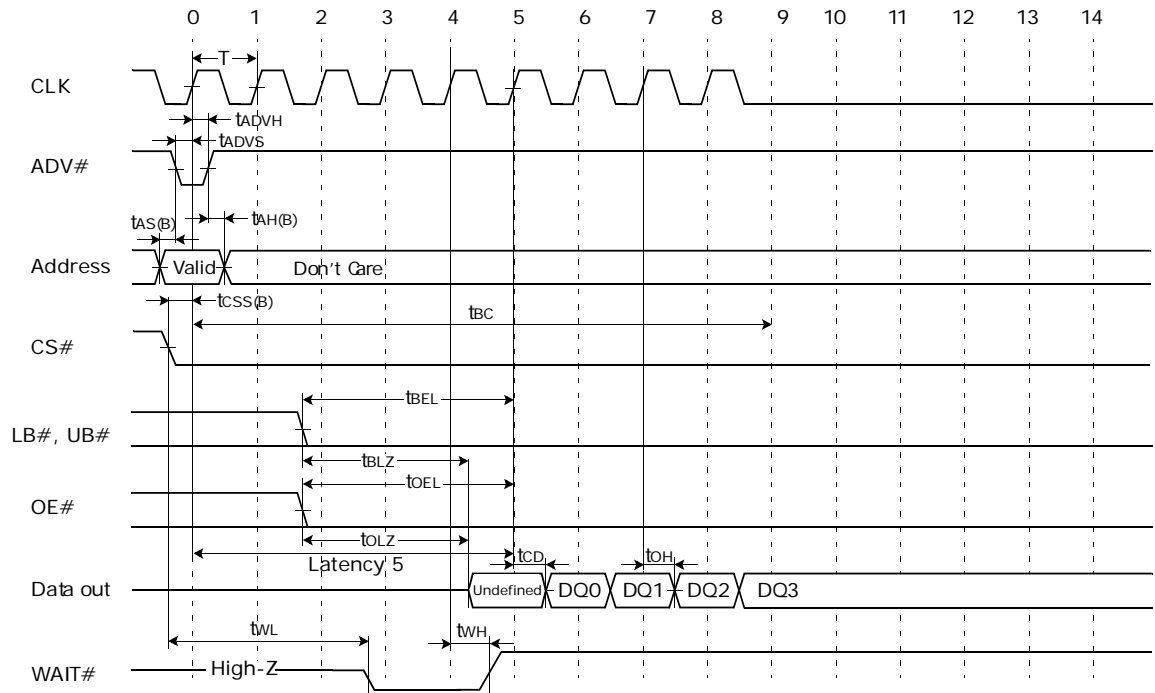 0 1 2 3 4 5 6 7 8 9 10 11 12 13 14
T
CLK
tADVH
tADVS
ADV#
tAS(B) tAH(B)
Address Valid Don't Care
tCSS(B)
tBC
CS#
tBEL
LB#, UB#
tBLZ
tOEL
OE#
tOLZ
Latency 5 tCD tOH
Data out Undefined DQ0 DQ1 DQ2 DQ3
tWL tWH
WAIT# High-Z